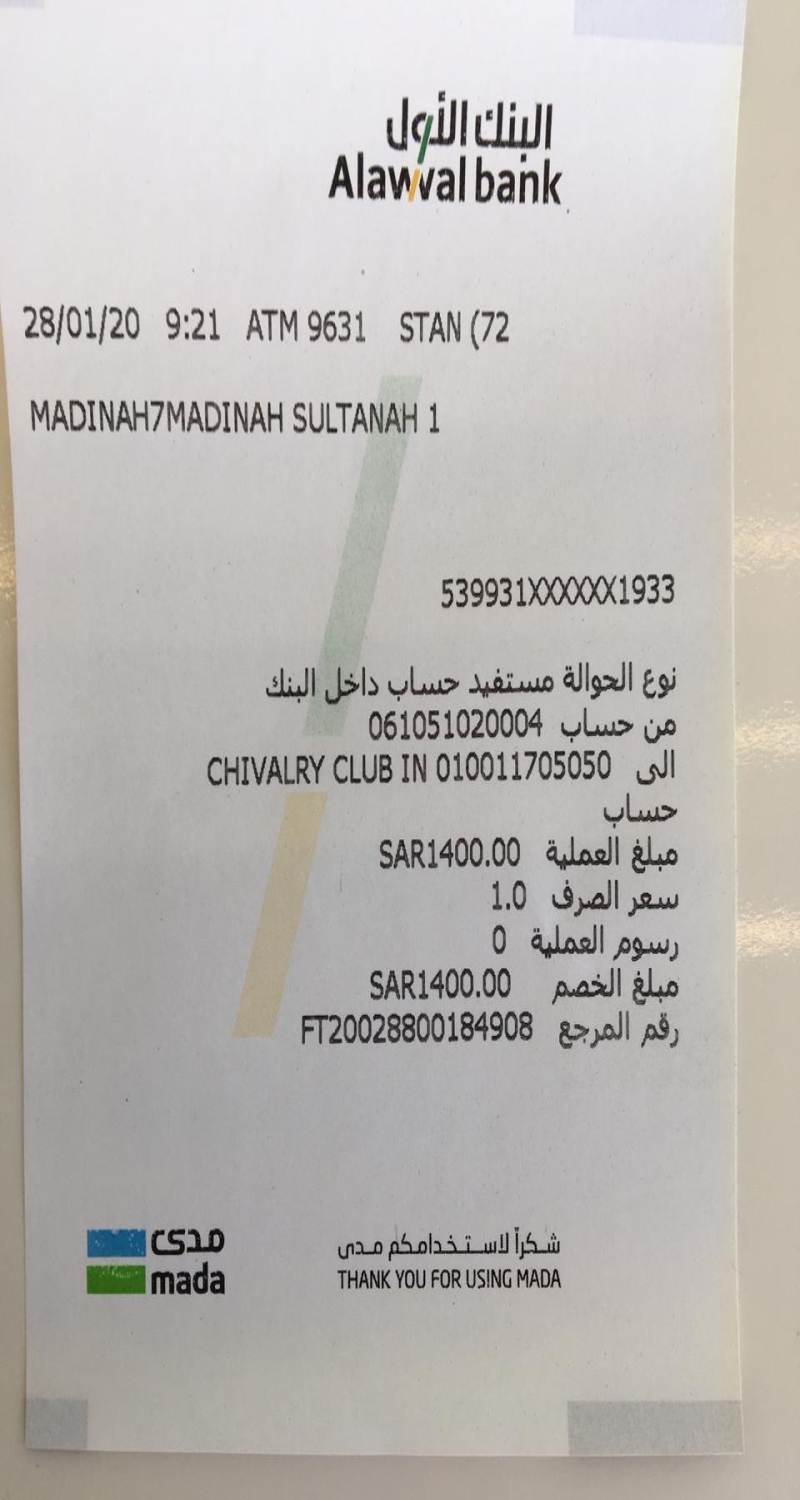 البنك الأول
Alawwal bank
28/01/20 9:21 ATM 9631 STAN (72
MADINAH7MADINAH SULTANAH 1
539931XXXXXX1933
نوع الحوالة مستفيد حساب داخل البنك
من حساب 061051020004
الى CHIVALRY CLUB IN 010011705050
حساب
مبلغ العملية SAR1400.00
سعر الصرف 1.0
رسوم العملية 0
مبلغ الخصم SAR1400.00
رقم المرجع FT20028800184908
مدى
mada
شكراً لاستخدامكم مدى
THANK YOU FOR USING MADA